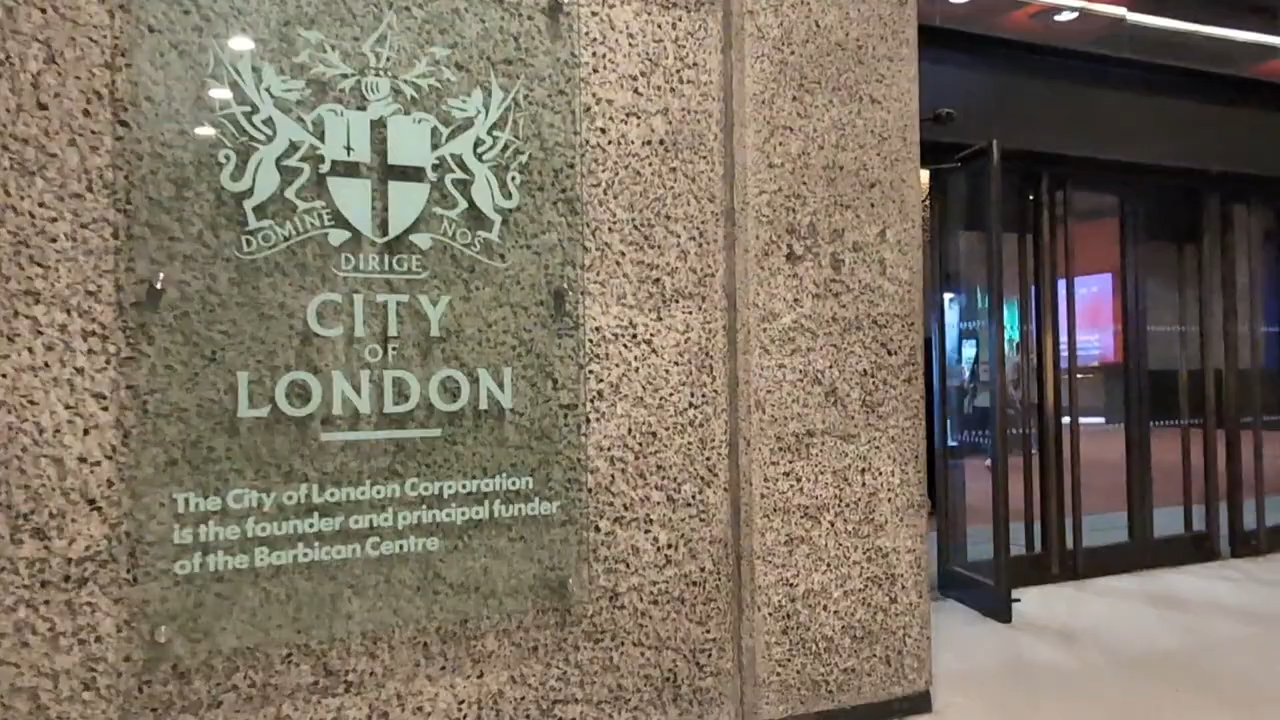 DOMINE
NOS
DIRIGE
CITY
OF
LONDON
The City of London Corporation
is the founder and principal funder
of the Barbican Centre